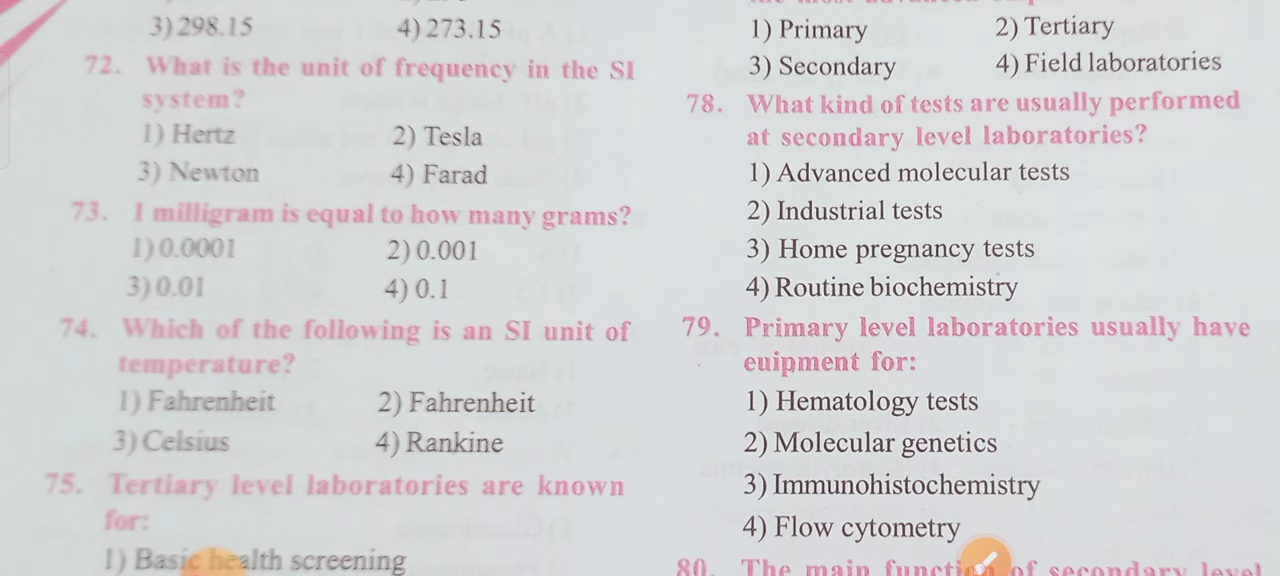 3) 298.15 4) 273.15
72. What is the unit of frequency in the SI
system?
1) Hertz 2) Tesla
3) Newton 4) Farad
73. 1 milligram is equal to how many grams?
1) 0.0001 2) 0.001
3) 0.01 4) 0.1
74. Which of the following is an SI unit of
temperature?
1) Fahrenheit 2) Fahrenheit
3) Celsius 4) Rankine
75. Tertiary level laboratories are known
for:
1) Basic health screening
1) Primary 2) Tertiary
3) Secondary 4) Field laboratories
78. What kind of tests are usually performed
at secondary level laboratories?
1) Advanced molecular tests
2) Industrial tests
3) Home pregnancy tests
4) Routine biochemistry
79. Primary level laboratories usually have
euipment for:
1) Hematology tests
2) Molecular genetics
3) Immunohistochemistry
4) Flow cytometry
80. The main function of secondary level